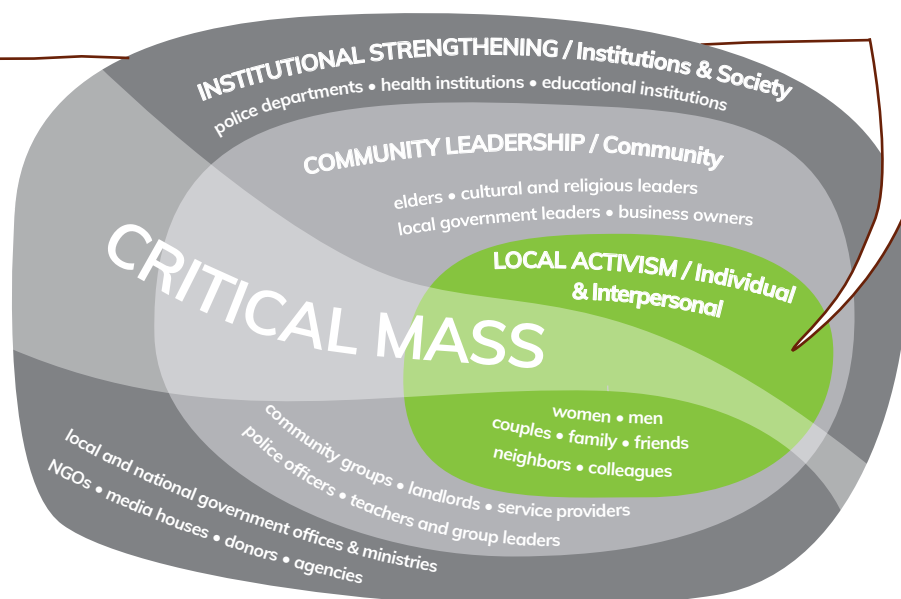 INSTITUTIONAL STRENGTHENING / Institutions & Society
police departments • health institutions • educational institutions
COMMUNITY LEADERSHIP / Community
elders • cultural and religious leaders
local government leaders • business owners
LOCAL ACTIVISM / Individual
& Interpersonal
CRITICAL MASS
women • men
couples • family • friends
neighbors • colleagues
community groups • landlords • service providers
police officers • teachers and group leaders
local and national government offices & ministries
NGOs • media houses • donors • agencies